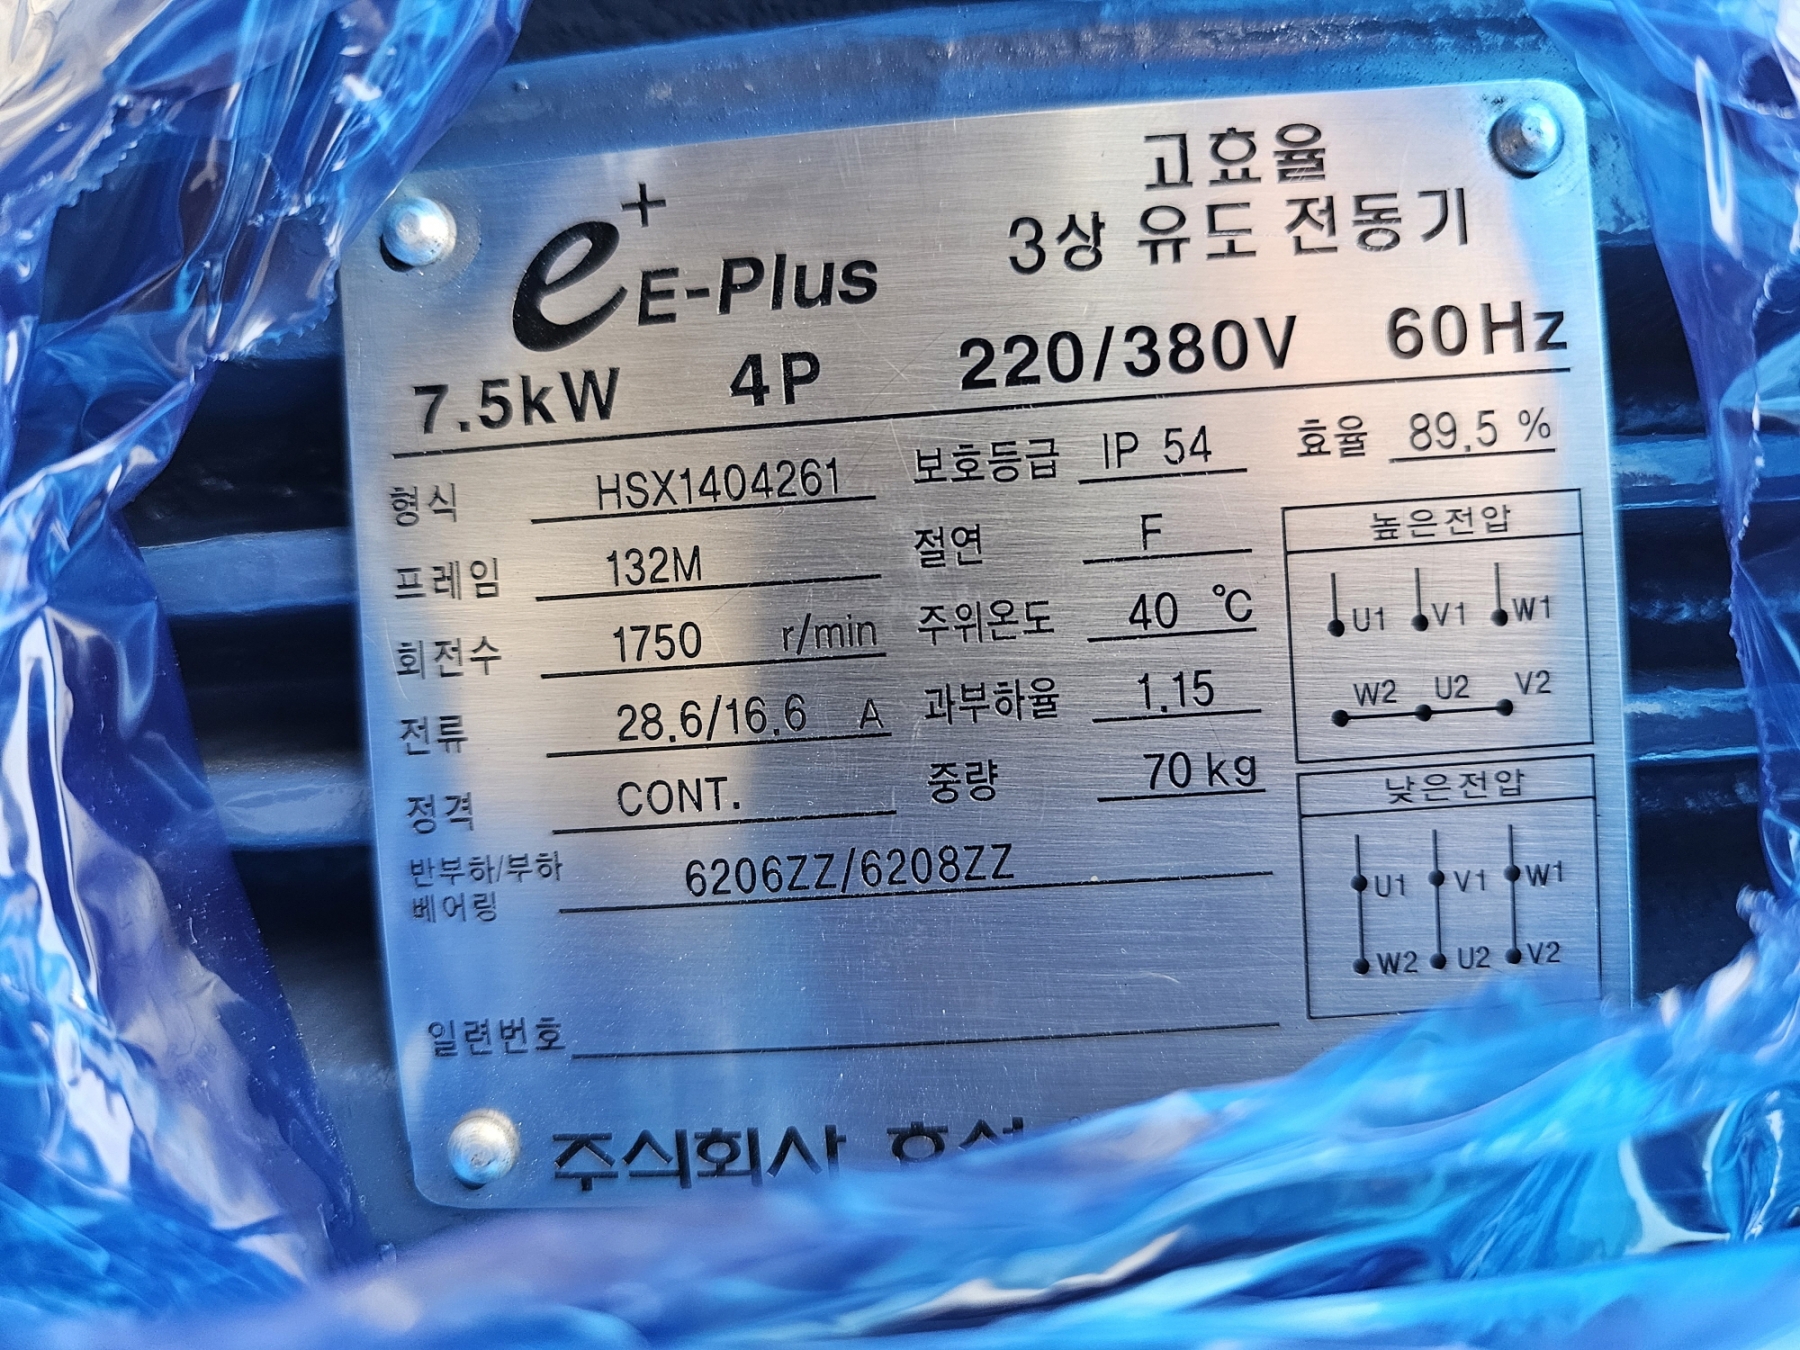 e+ E-Plus
고효율
3상 유도 전동기
7.5kW 4P 220/380V 60Hz
형식 HSX1404261 보호등급 IP 54 효율 89.5 %
프레임 132M 절연 F
회전수 1750 r/min 주위온도 40 ℃
전류 28.6/16.6 A 과부하율 1.15
정격 CONT. 중량 70 kg
반부하/부하
베어링 6206ZZ/6208ZZ
일련번호
주식회사
높은전압
U1 V1 W1
W2 U2 V2
낮은전압
U1 V1 W1
W2 U2 V2